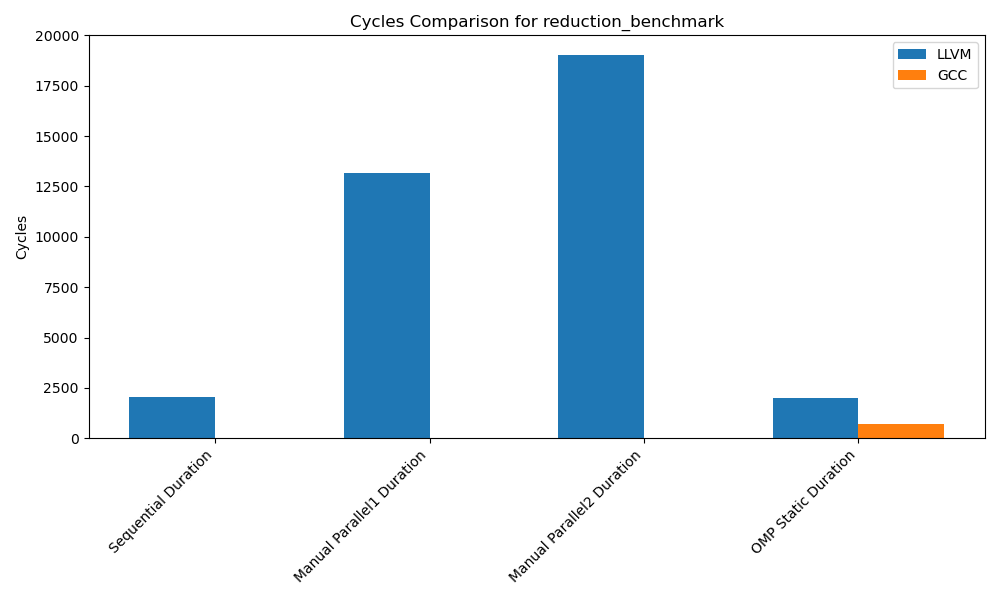 Cycles Comparison for reduction_benchmark
LLVM
GCC
Cycles
20000
17500
15000
12500
10000
7500
5000
2500
0
Sequential Duration
Manual Parallel1 Duration
Manual Parallel2 Duration
OMP Static Duration